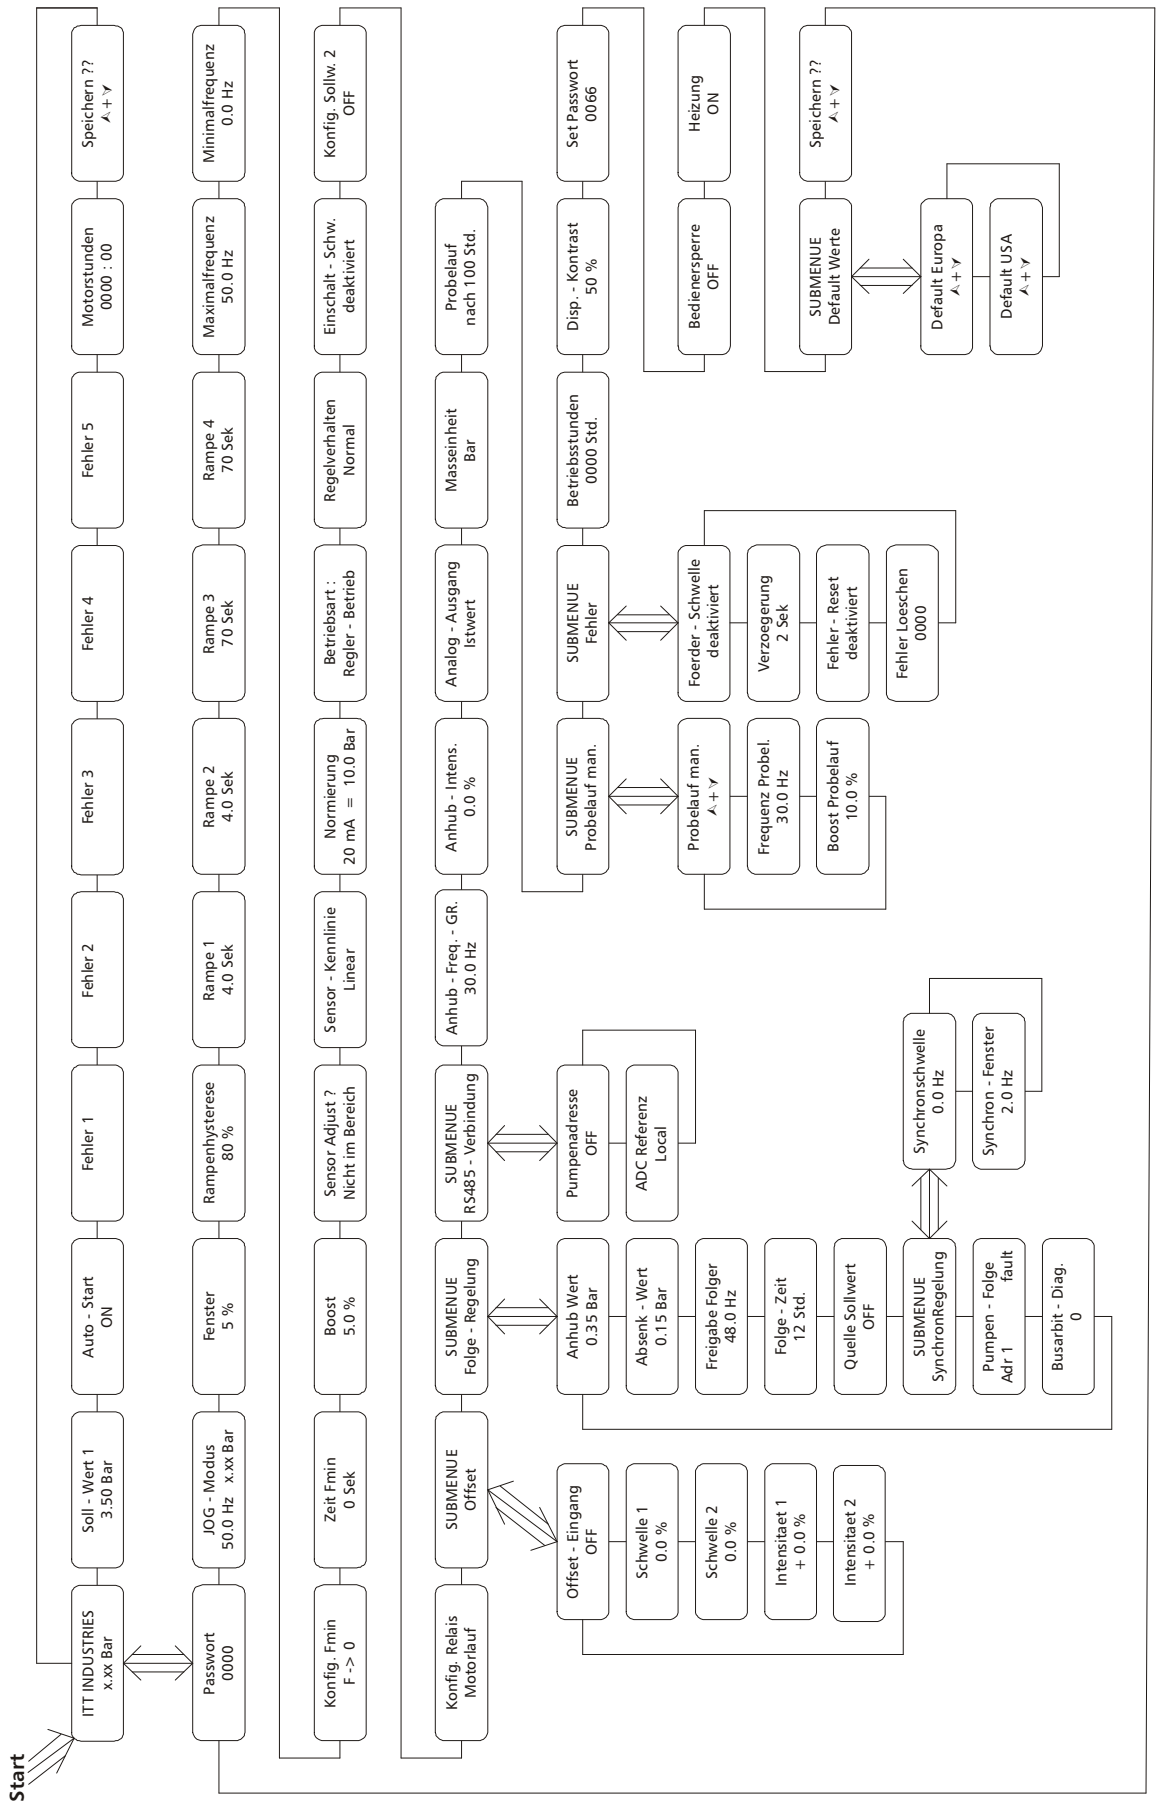 Start
ITT INDUSTRIES
x.xx Bar
Soll - Wert 1
3.50 Bar
Auto - Start
ON
Fehler 1
Fehler 2
Fehler 3
Fehler 4
Fehler 5
Motorstunden
0000 : 00
Speichern ??
+
Passwort
0000
JOG - Modus
50.0 Hz x.xx Bar
Fenster
5 %
Rampenhysterese
80 %
Rampe 1
4.0 Sek
Rampe 2
4.0 Sek
Rampe 3
70 Sek
Rampe 4
70 Sek
Maximalfrequenz
50.0 Hz
Minimalfrequenz
0.0 Hz
Konfig. Fmin
F -> 0
Zeit Fmin
0 Sek
Boost
5.0 %
Sensor Adjust ?
Nicht im Bereich
Sensor - Kennlinie
Linear
Normierung
20 mA = 10.0 Bar
Betriebsart :
Regler - Betrieb
Regelverhalten
Normal
Einschalt - Schw.
deaktiviert
Konfig. Sollw. 2
OFF
Konfig. Relais
Motorlauf
SUBMENUE
Offset
SUBMENUE
Folge - Regelung
SUBMENUE
RS485 - Verbindung
Anhub - Freq. - GR.
30.0 Hz
Anhub - Intens.
0.0 %
Analog - Ausgang
Istwert
Masseinheit
Bar
Probelauf
nach 100 Std.
Offset - Eingang
OFF
Schwelle 1
0.0 %
Schwelle 2
0.0 %
Intensitaet 1
+ 0.0 %
Intensitaet 2
+ 0.0 %
Anhub Wert
0.35 Bar
Absenk - Wert
0.15 Bar
Freigabe Folger
48.0 Hz
Folge - Zeit
12 Std.
Quelle Sollwert
OFF
SUBMENUE
SynchronRegelung
Pumpen - Folge
Adr 1 fault
Busarbit - Diag.
0
Synchronschwelle
0.0 Hz
Synchron - Fenster
2.0 Hz
Pumpenadresse
OFF
ADC Referenz
Local
SUBMENUE
Probelauf man.
SUBMENUE
Fehler
Betriebsstunden
0000 Std.
Disp. - Kontrast
50 %
Set Passwort
0066
Probelauf man.
+
Frequenz Probel.
30.0 Hz
Boost Probelauf
10.0 %
Foerder - Schwelle
deaktiviert
Verzoegerung
2 Sek
Fehler - Reset
deaktiviert
Fehler Loeschen
0000
Bedienersperre
OFF
Heizung
ON
SUBMENUE
Default Werte
Speichern ??
+
Default Europa
+
Default USA
+